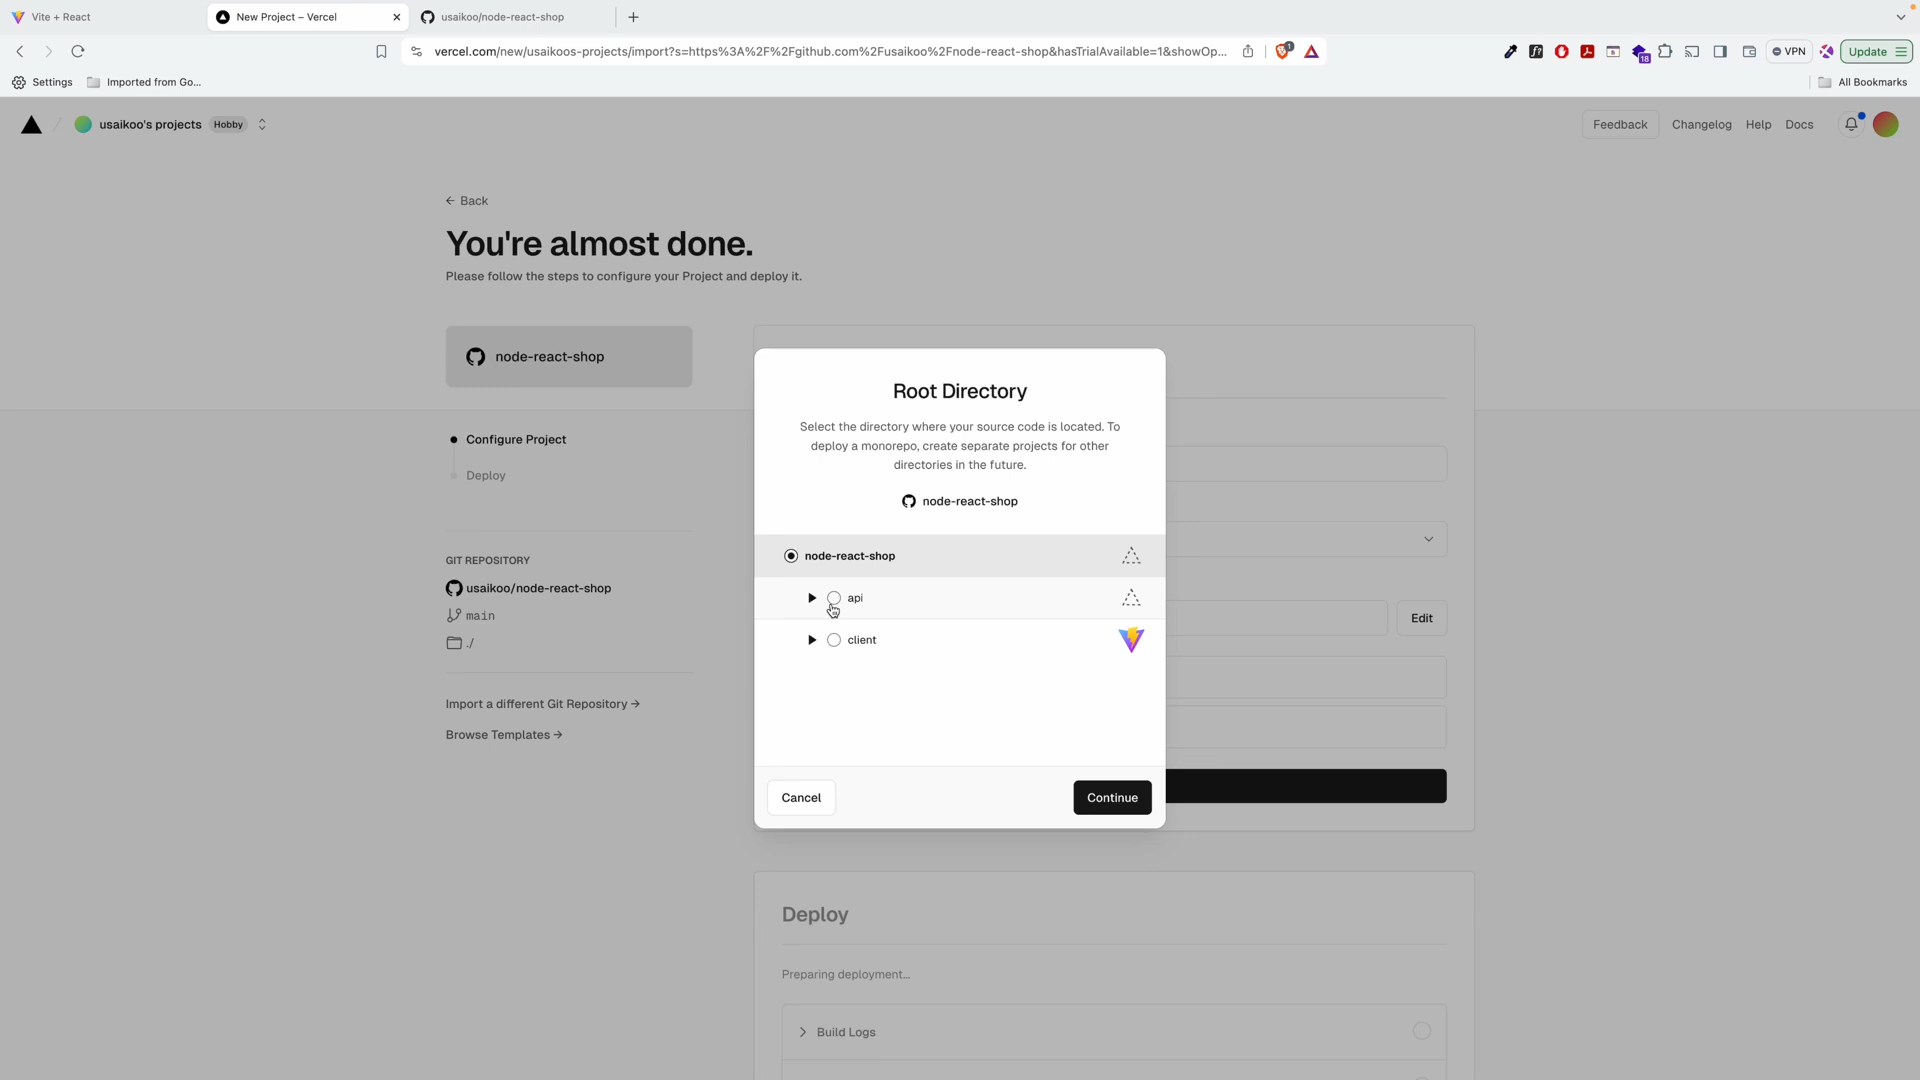 Vite + React
New Project – Vercel
usaikoo/node-react-shop
vercel.com/new/usaikoos-projects/import?s=https%3A%2F%2Fgithub.com%2Fusaikoo%2Fnode-react-shop&hasTrialAvailable=1&showOp...
1
18
VPN
Update
Settings
Imported from Go...
All Bookmarks
usaikoo's projects
Hobby
Feedback
Changelog
Help
Docs
← Back
You're almost done.
Please follow the steps to configure your Project and deploy it.
node-react-shop
Configure Project
Deploy
GIT REPOSITORY
usaikoo/node-react-shop
main
./
Import a different Git Repository →
Browse Templates →
Root Directory
Select the directory where your source code is located. To
deploy a monorepo, create separate projects for other
directories in the future.
node-react-shop
node-react-shop
api
client
Cancel
Continue
Edit
Deploy
Preparing deployment...
Build Logs